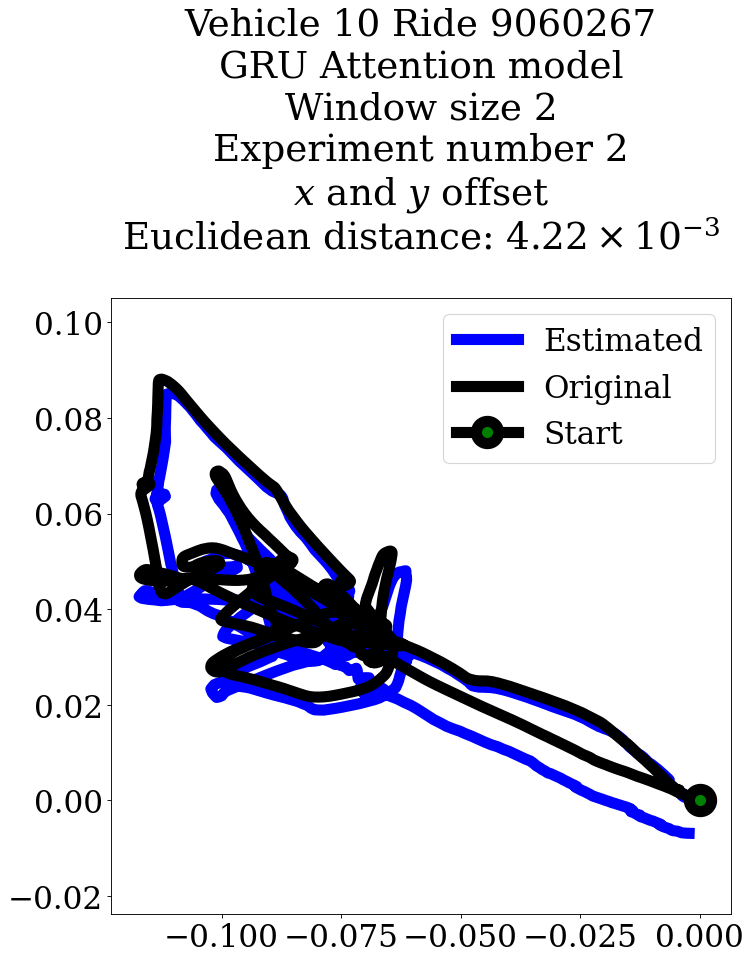 Vehicle 10 Ride 9060267
GRU Attention model
Window size 2
Experiment number 2
x and y offset
Euclidean distance: 4.22 × 10⁻³
Estimated
Original
Start
0.10
0.08
0.06
0.04
0.02
0.00
−0.02
−0.100 −0.075 −0.050 −0.025 0.000